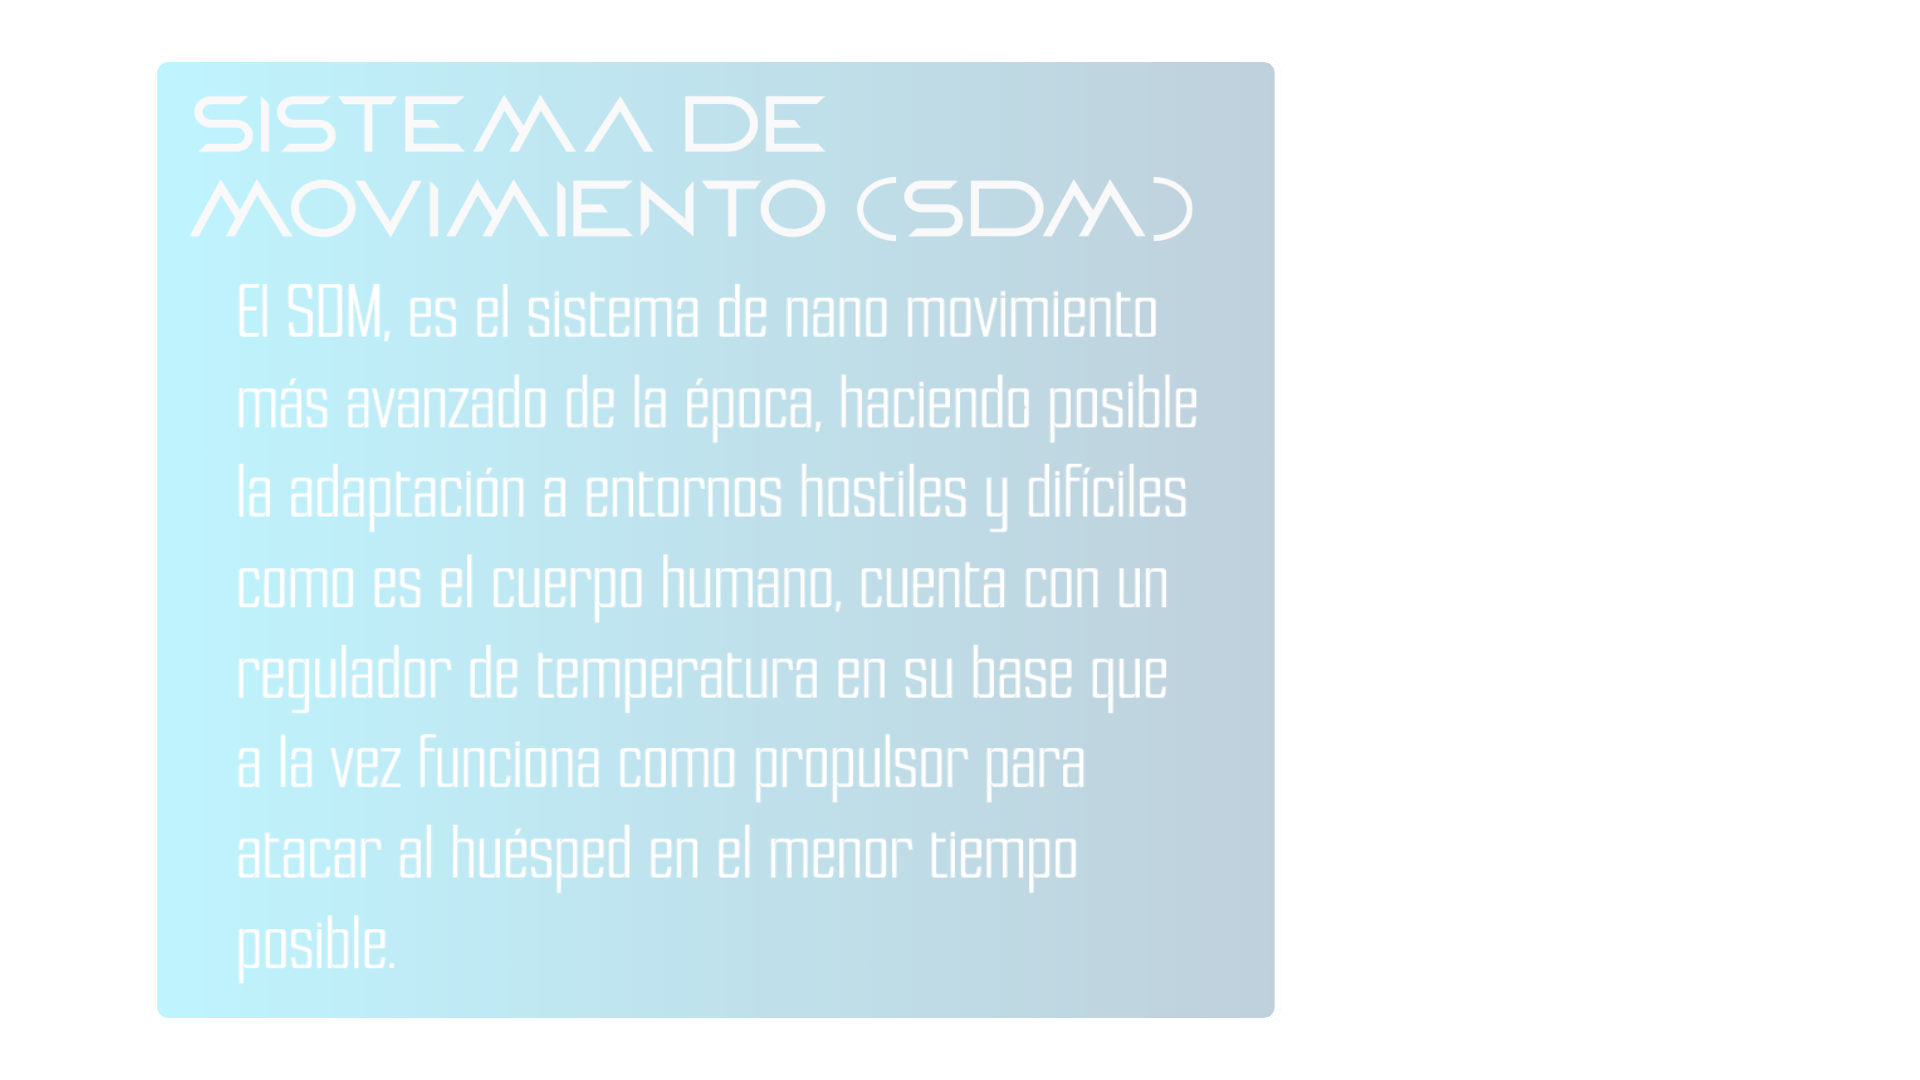 SISTEMA DE
MOVIMIENTO (SDM)
El SDM, es el sistema de nano movimiento
más avanzado de la época, haciendo posible
la adaptación a entornos hostiles y difíciles
como es el cuerpo humano, cuenta con un
regulador de temperatura en su base que
a la vez funciona como propulsor para
atacar al huésped en el menor tiempo
posible.